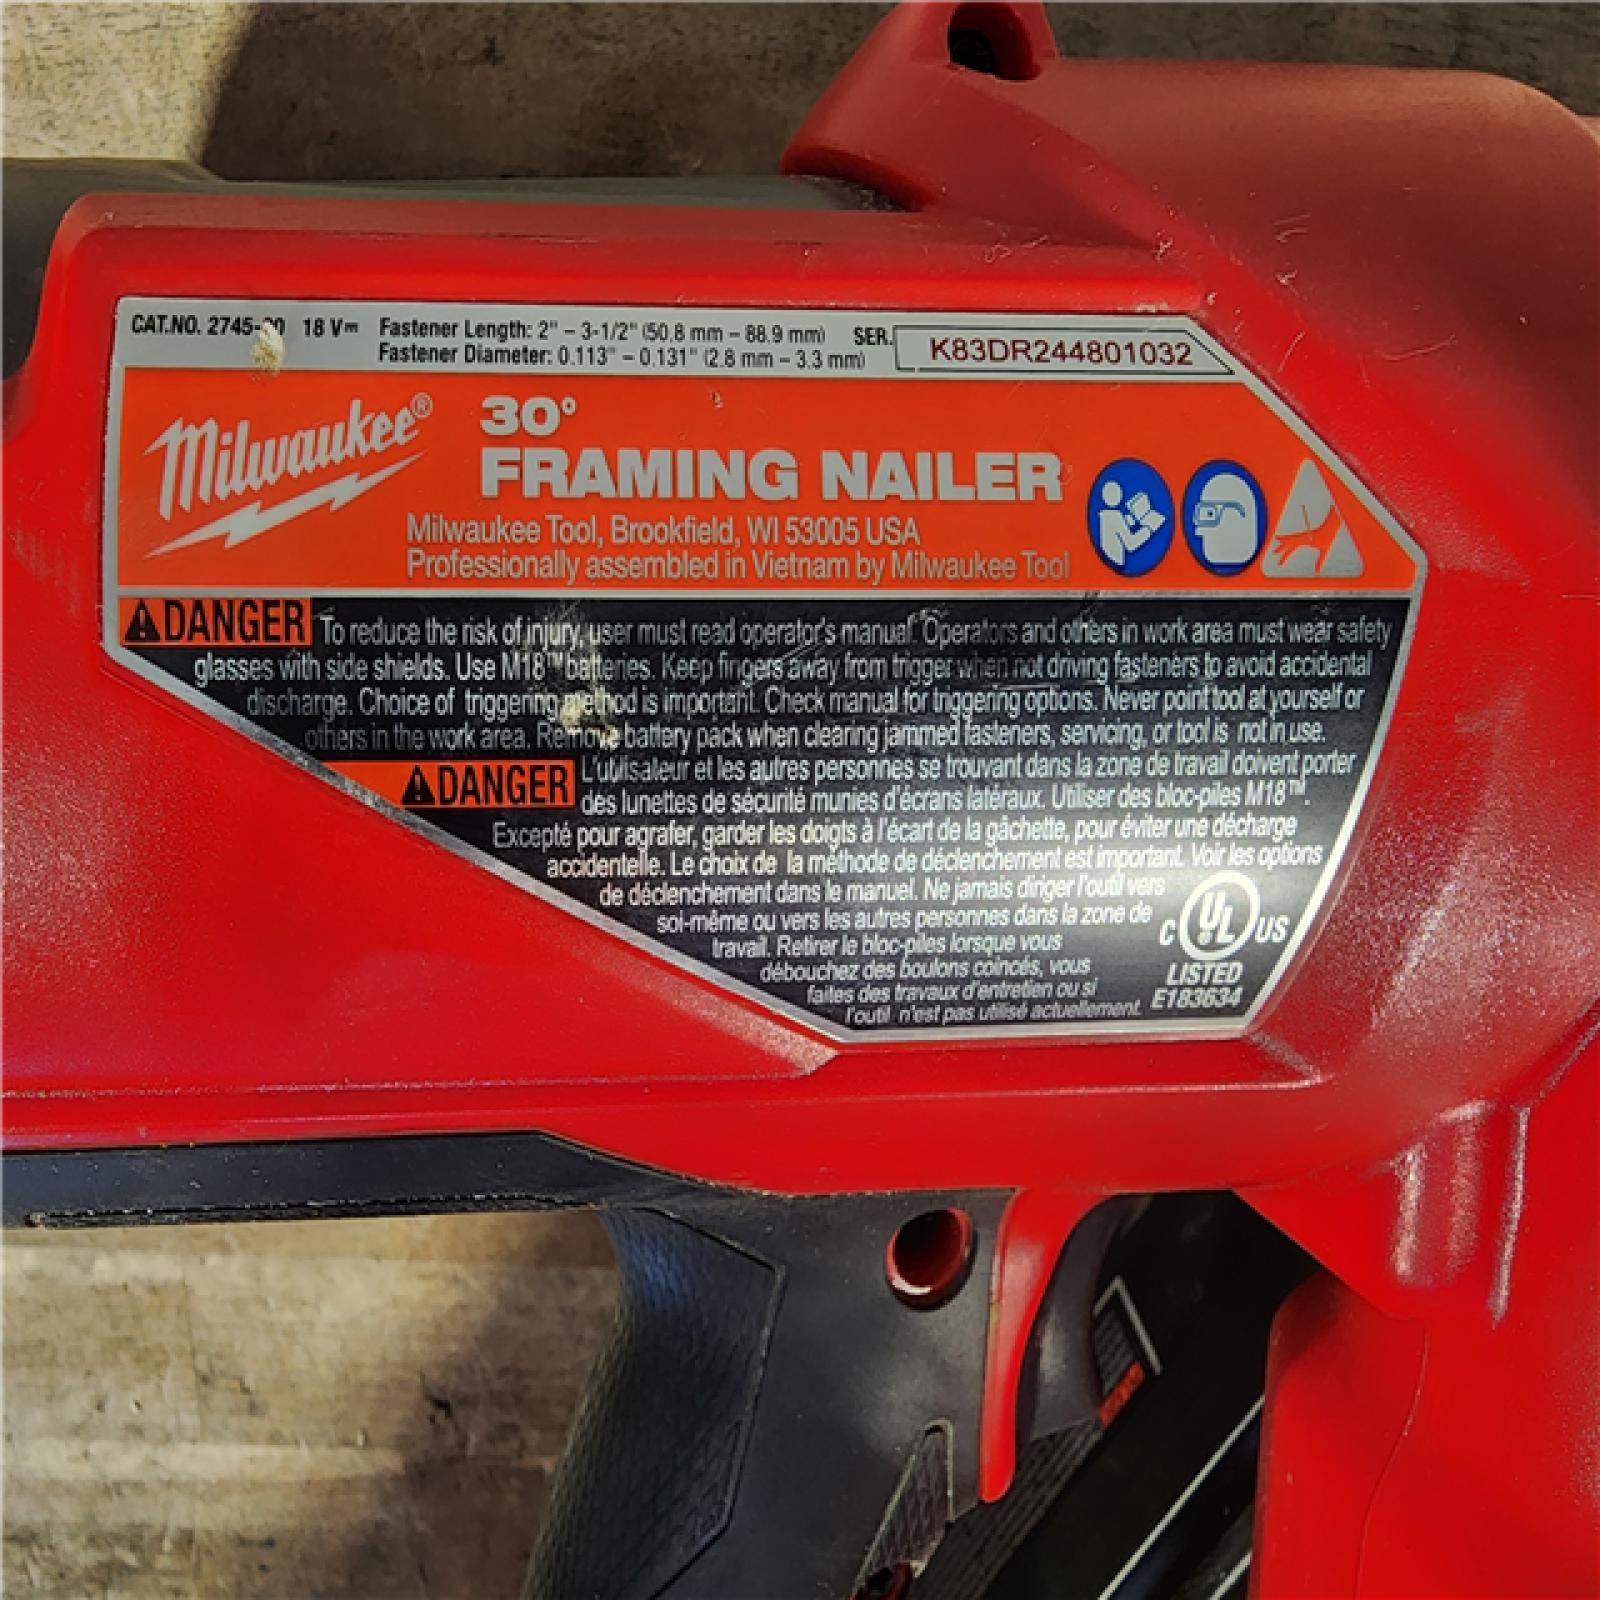 CAT.NO. 2745-20 18 V Fastener Length: 2" – 3-1/2" (50.8 mm – 88.9 mm) SER. K83DR244801032
Fastener Diameter: 0.113" – 0.131" (2.8 mm – 3.3 mm)
Milwaukee®
30°
FRAMING NAILER
Milwaukee Tool, Brookfield, WI 53005 USA
Professionally assembled in Vietnam by Milwaukee Tool
DANGER To reduce the risk of injury, user must read operator's manual. Operators and others in work area must wear safety
glasses with side shields. Use M18™ batteries. Keep fingers away from trigger when not driving fasteners to avoid accidental
discharge. Choice of triggering method is important. Check manual for triggering options. Never point tool at yourself or
others in the work area. Remove battery pack when clearing jammed fasteners, servicing, or tool is not in use.
DANGER L'utilisateur et les autres personnes se trouvant dans la zone de travail doivent porter
des lunettes de sécurité munies d'écrans latéraux. Utiliser des bloc-piles M18™.
Excepté pour agrafer, garder les doigts à l'écart de la gâchette, pour éviter une décharge
accidentelle. Le choix de la méthode de déclenchement est important. Voir les options
de déclenchement dans le manuel. Ne jamais diriger l'outil vers
soi-même ou vers les autres personnes dans la zone de
travail. Retirer le bloc-piles lorsque vous
débouchez des boulons coincés, vous
faites des travaux d'entretien ou si
l'outil n'est pas utilisé actuellement.
C UL US
LISTED
E183634